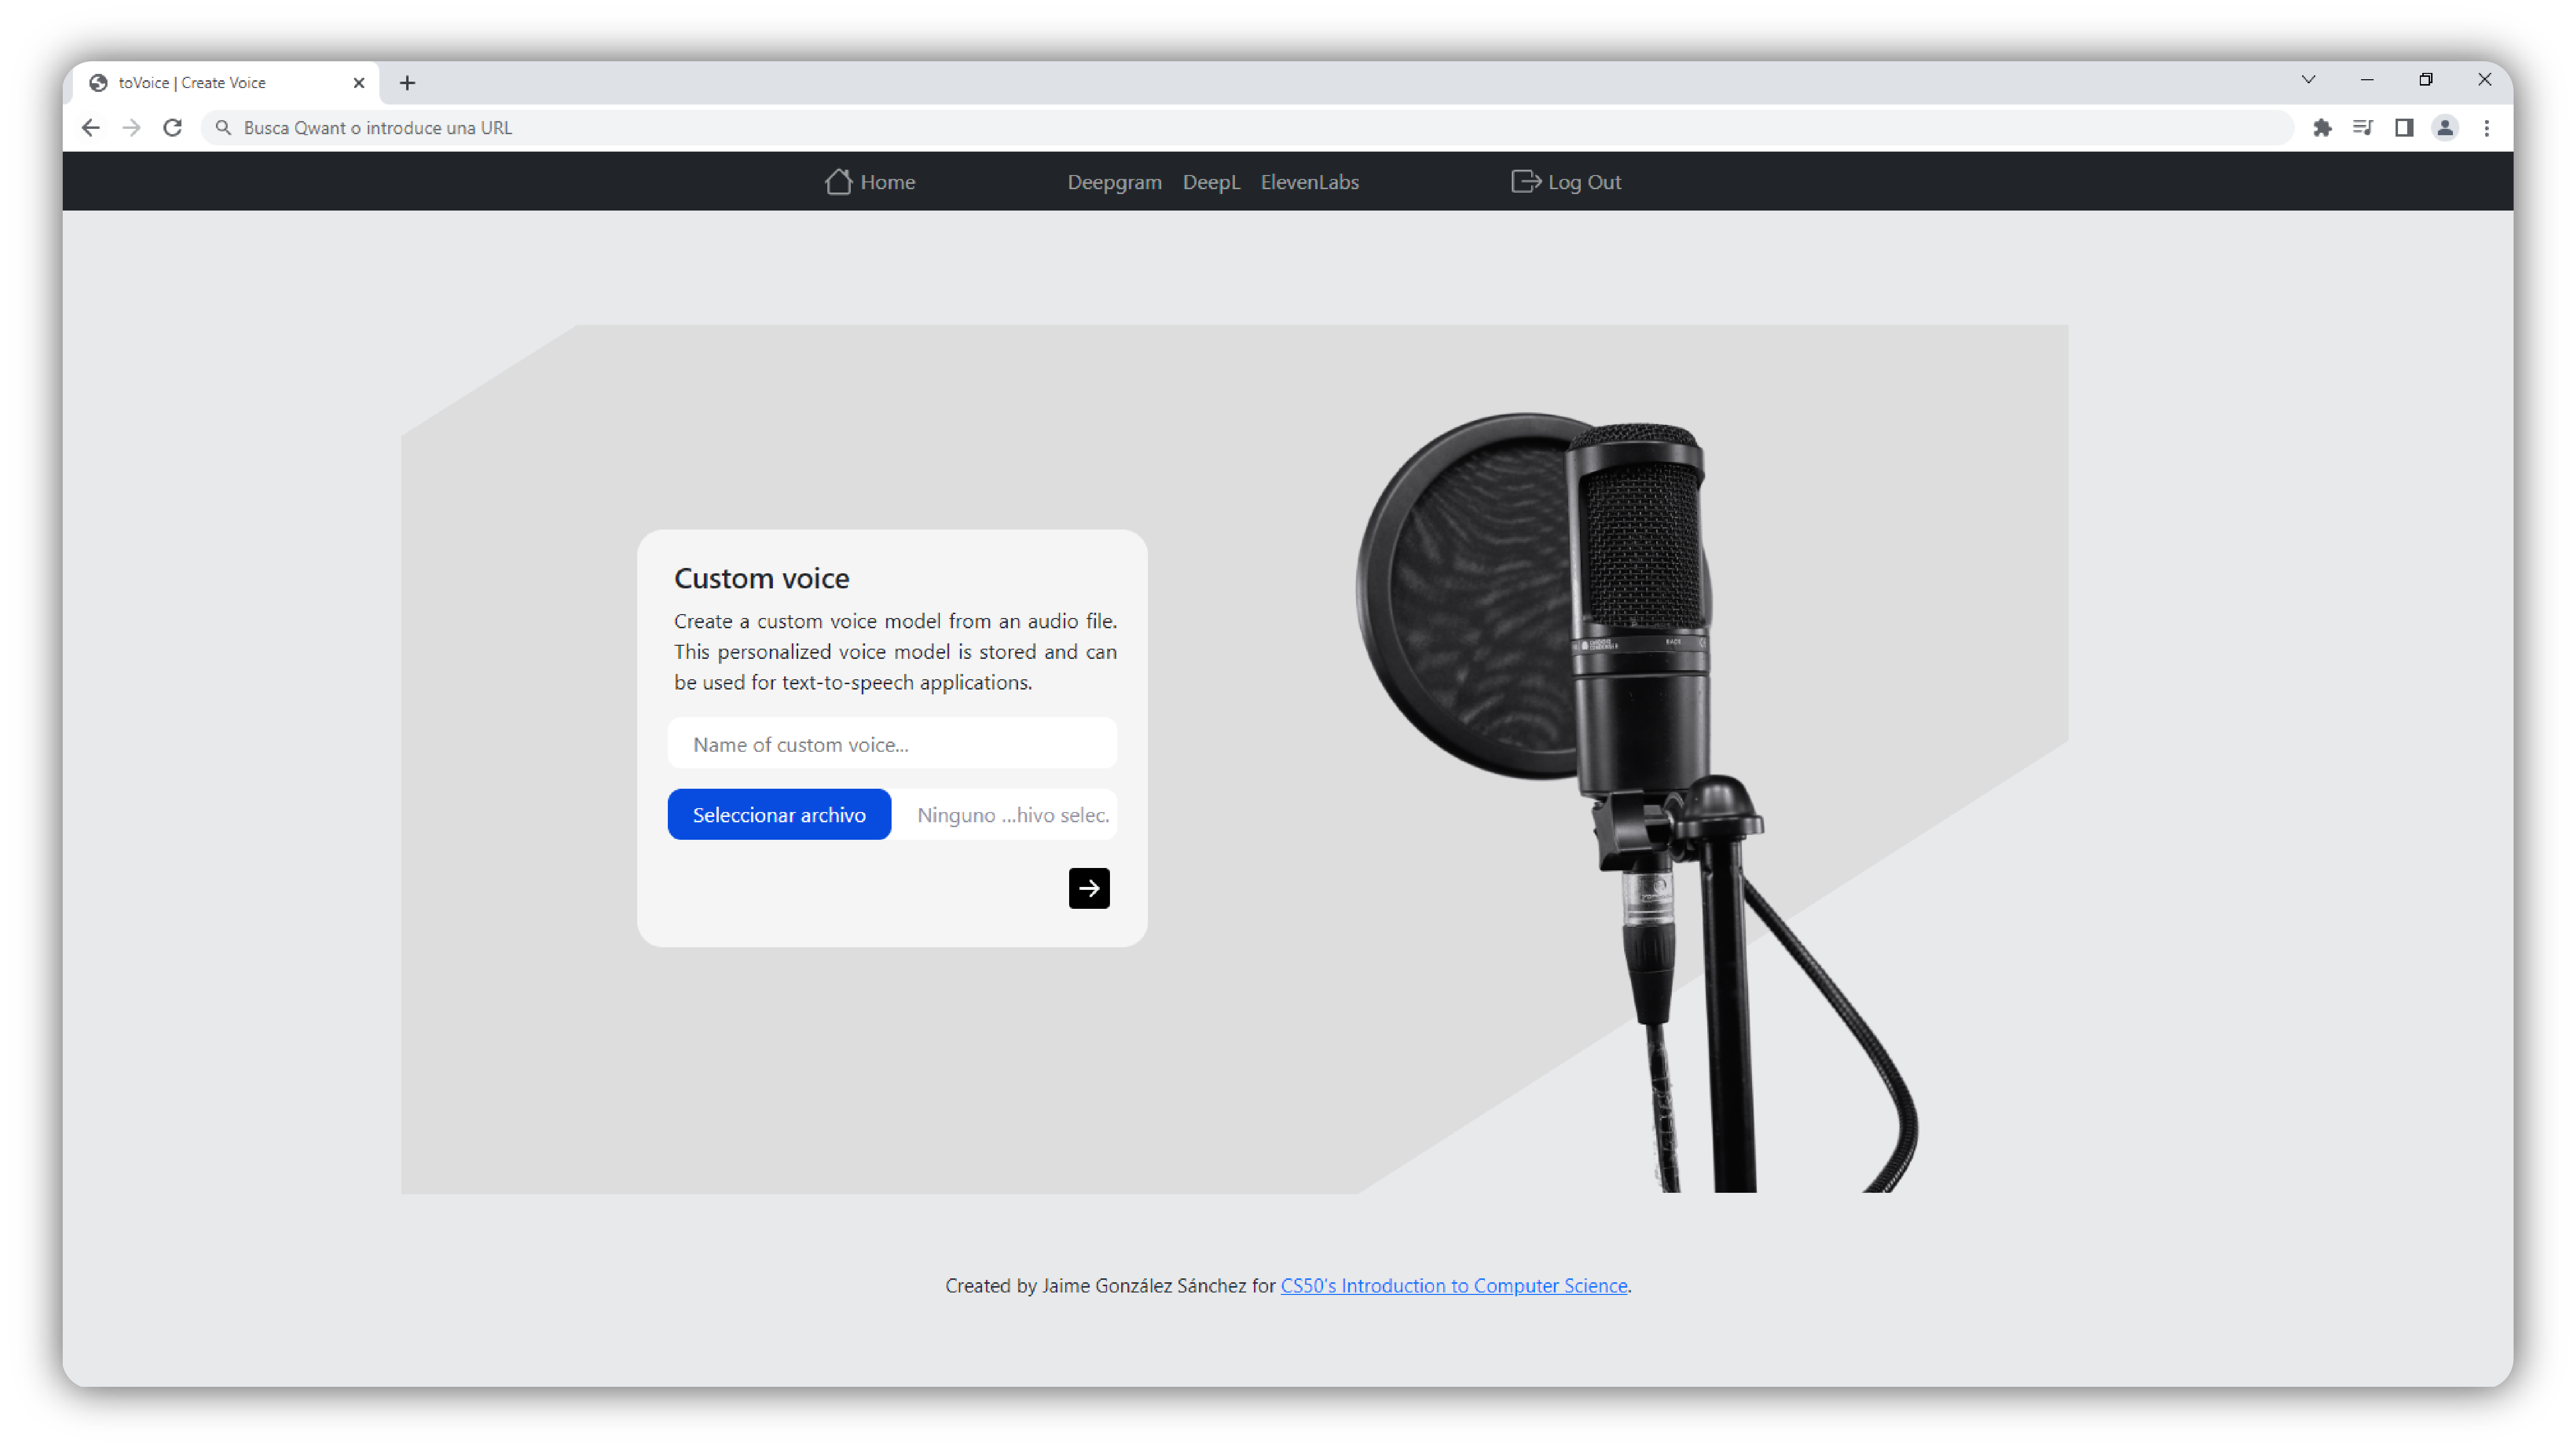 toVoice | Create Voice
Busca Qwant o introduce una URL
Home Deepgram DeepL ElevenLabs Log Out
Custom voice
Create a custom voice model from an audio file.
This personalized voice model is stored and can
be used for text-to-speech applications.
Name of custom voice...
Seleccionar archivo Ninguno ...hivo selec.
Created by Jaime González Sánchez for CS50's Introduction to Computer Science.